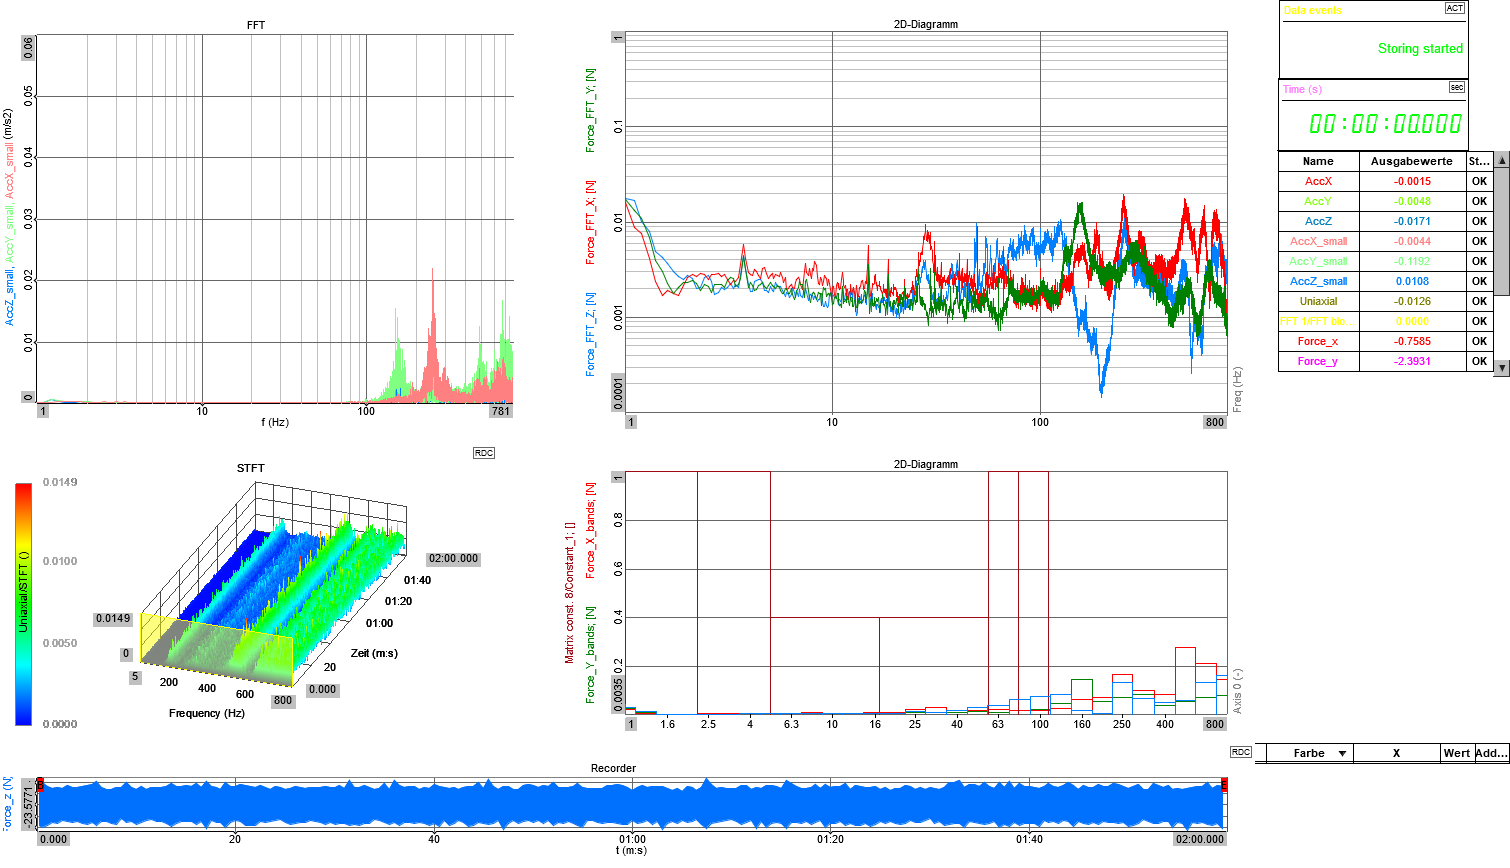 FFT
0.06
0.05
0.04
0.03
0.02
0.01
0
AccZ_small, AccY_small, AccX_small (m/s2)
1
10
100
781
f (Hz)
2D-Diagramm
1
0.1
0.01
0.001
0.0001
Force_FFT_Y; [N]
Force_FFT_X; [N]
Force_FFT_Z; [N]
1
10
100
800
Freq (Hz)
Data events
ACT
Storing started
Time (s)
sec
00:00:00.000
Name Ausgabewerte St...
AccX -0.0015 OK
AccY -0.0048 OK
AccZ -0.0171 OK
AccX_small -0.0044 OK
AccY_small -0.1192 OK
AccZ_small 0.0108 OK
Uniaxial -0.0126 OK
FFT 1/FFT blo... 0.0000 OK
Force_x -0.7585 OK
Force_y -2.3931 OK
RDC
STFT
0.0149
0.0100
0.0050
0.0000
Uniaxial/STFT ()
0.0149
0
5
200
400
600
800
Frequency (Hz)
0.000
20
01:00
01:20
01:40
02:00.000
Zeit (m:s)
2D-Diagramm
1
0.8
0.6
0.4
0.2
0.0035
Matrix const. 8/Constant_1; []
Force_X_bands; [N]
Force_Y_bands; [N]
1 1.6 2.5 4 6.3 10 16 25 40 63 100 160 250 400 800
Axis 0 (-)
RDC
Farbe X Wert Add...
Recorder
Force_z (N)
-23.5771
0.000 20 40 01:00 01:20 01:40 02:00.000
t (m:s)